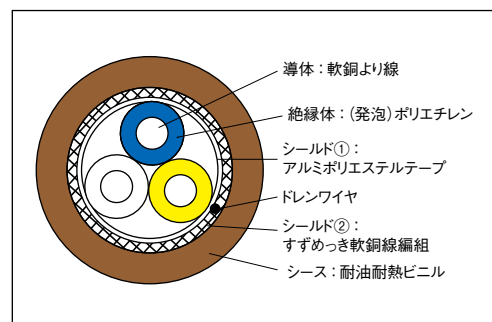 導体：軟銅より線
絶縁体：(発泡)ポリエチレン
シールド①：
アルミポリエステルテープ
ドレンワイヤ
シールド②：
すずめっき軟銅線編組
シース：耐油耐熱ビニル